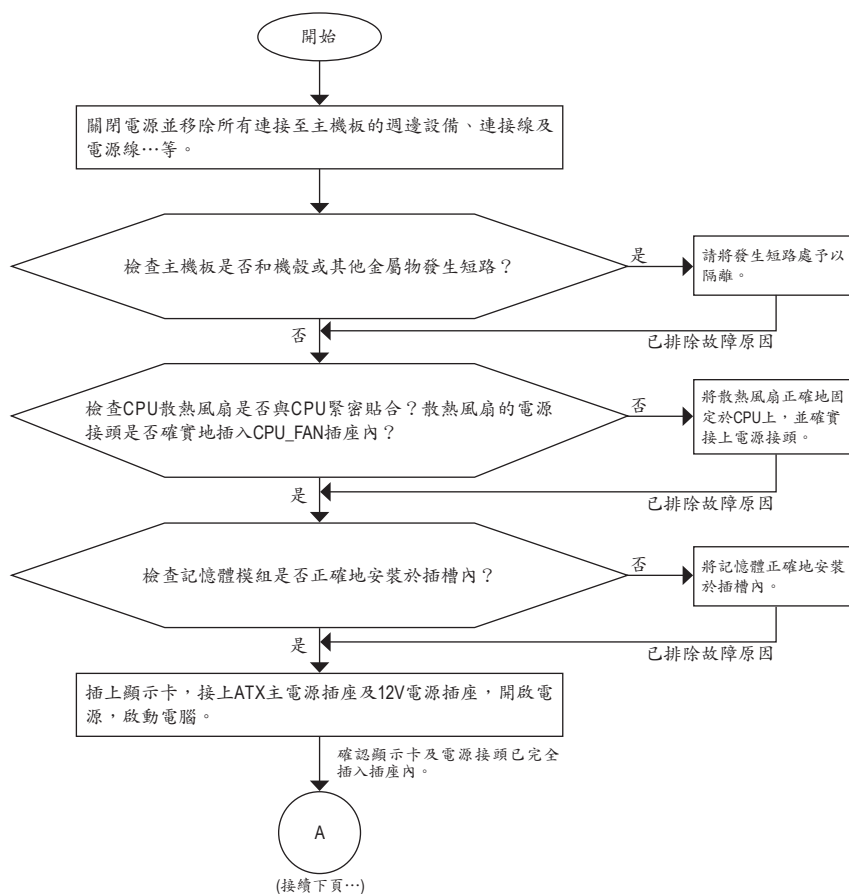 開始
關閉電源並移除所有連接至主機板的週邊設備、連接線及
電源線…等。
檢查主機板是否和機殼或其他金屬物發生短路？
是
請將發生短路處予以
隔離。
否
已排除故障原因
檢查CPU散熱風扇是否與CPU緊密貼合？散熱風扇的電源
接頭是否確實地插入CPU_FAN插座內？
否
將散熱風扇正確地固
定於CPU上，並確實
接上電源接頭。
是
已排除故障原因
檢查記憶體模組是否正確地安裝於插槽內？
否
將記憶體正確地安裝
於插槽內。
是
已排除故障原因
插上顯示卡，接上ATX主電源插座及12V電源插座，開啟電
源，啟動電腦。
確認顯示卡及電源接頭已完全
插入插座內。
A
(接續下頁…)